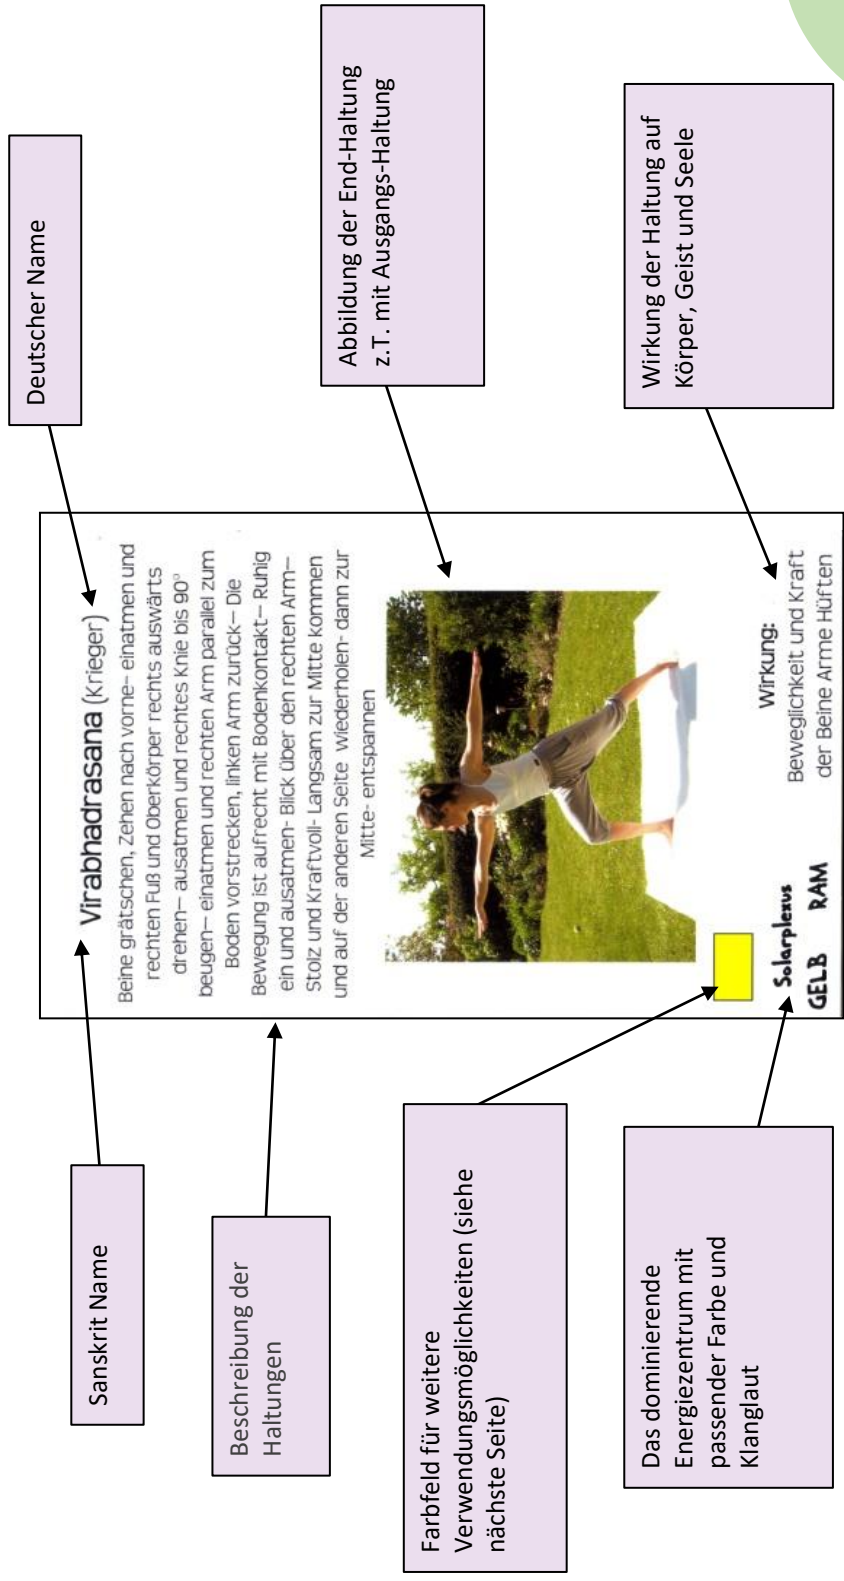 Sanskrit Name
Deutscher Name
Beschreibung der
Haltungen
Virabhadrasana (Krieger)
Beine grätschen, Zehen nach vorne– einatmen und
rechten Fuß und Oberkörper rechts auswärts
drehen– ausatmen und rechtes Knie bis 90°
beugen– einatmen und rechten Arm parallel zum
Boden vorstrecken, linken Arm zurück– Die
Bewegung ist aufrecht mit Bodenkontakt– Ruhig
ein und ausatmen- Blick über den rechten Arm–
Stolz und Kraftvoll- Langsam zur Mitte kommen
und auf der anderen Seite wiederholen- dann zur
Mitte- entspannen
Abbildung der End-Haltung
z.T. mit Ausgangs-Haltung
Farbfeld für weitere
Verwendungsmöglichkeiten (siehe
nächste Seite)
Solarplexus
GELB RAM
Wirkung:
Beweglichkeit und Kraft
der Beine Arme Hüften
Das dominierende
Energiezentrum mit
passender Farbe und
Klanglaut
Wirkung der Haltung auf
Körper, Geist und Seele